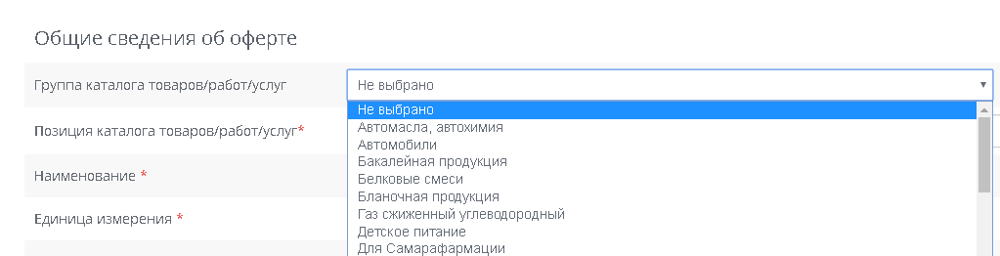 Общие сведения об оферте
Группа каталога товаров/работ/услуг
Не выбрано
Не выбрано
Автомасла, автохимия
Позиция каталога товаров/работ/услуг*
Автомобили
Бакалейная продукция
Наименование *
Белковые смеси
Бланочная продукция
Единица измерения *
Газ сжиженный углеводородный
Детское питание
Для Самарафармации